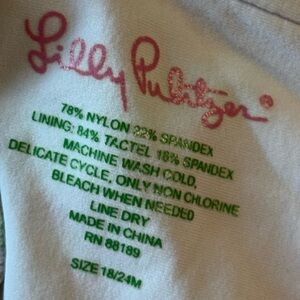 Lilly Pulitzer®
78% NYLON 22% SPANDEX
LINING: 84% TACTEL 16% SPANDEX
MACHINE WASH COLD,
DELICATE CYCLE, ONLY NON CHLORINE
BLEACH WHEN NEEDED
LINE DRY
MADE IN CHINA
RN 88189
SIZE 18/24M